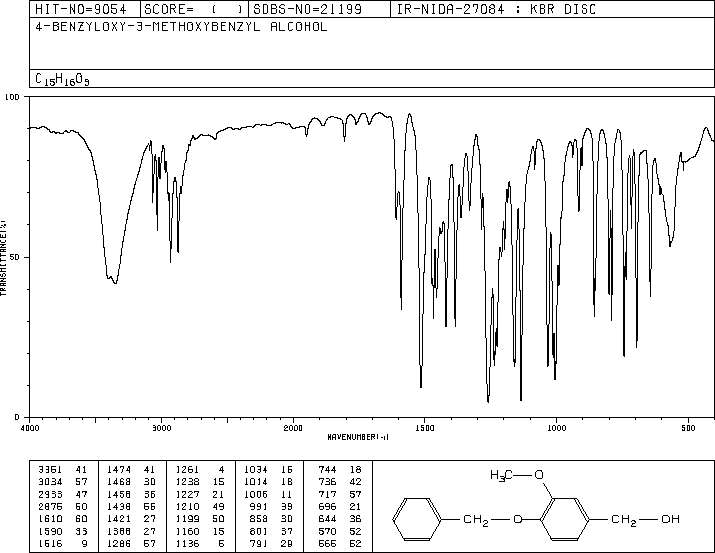 HIT-NO=9054 SCORE= ( ) SDBS-NO=21199 IR-NIDA-27084 : KBR DISC
4-BENZYLOXY-3-METHOXYBENZYL ALCOHOL
C15H16O3
100
50
0
TRANSMITTANCE(%)
4000 3000 2000 1500 1000 500
WAVENUMBER(-1)
3361 41 1474 41 1261 4 1034 16 744 18
3034 57 1468 30 1238 15 1014 18 736 42
2933 47 1458 36 1227 21 1006 11 717 57
2875 50 1438 55 1210 49 991 39 696 21
1610 60 1421 27 1199 50 858 30 644 36
1590 33 1388 27 1160 15 801 37 570 52
1516 9 1286 57 1136 5 791 29 52
H3C O
CH2 O CH2 OH